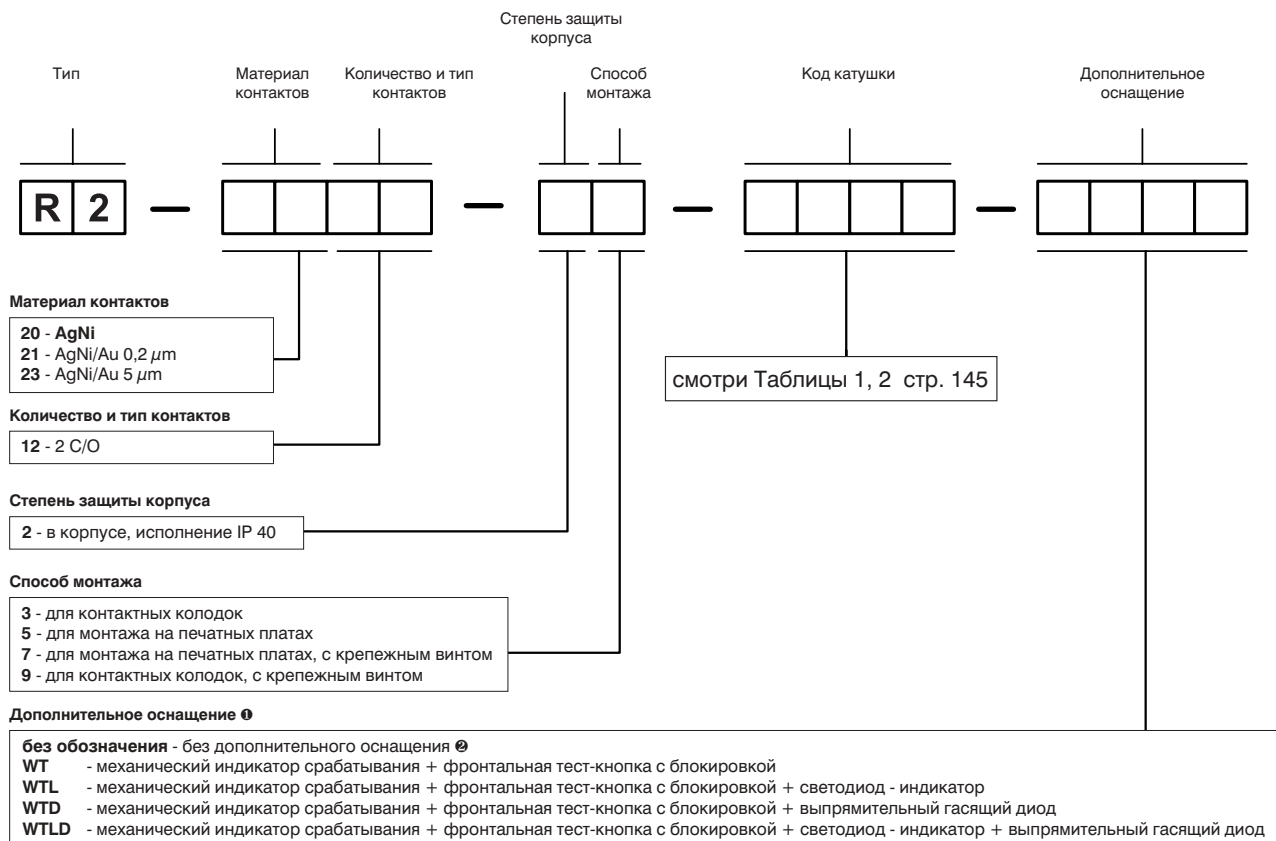 Степень защиты
корпуса
Тип
Материал
контактов
Количество и тип
контактов
Способ
монтажа
Код катушки
Дополнительное
оснащение
R 2 — — — —
Материал контактов
20 - AgNi
21 - AgNi/Au 0,2 μm
23 - AgNi/Au 5 μm
смотри Таблицы 1, 2 стр. 145
Количество и тип контактов
12 - 2 C/O
Степень защиты корпуса
2 - в корпусе, исполнение IP 40
Способ монтажа
3 - для контактных колодок
5 - для монтажа на печатных платах
7 - для монтажа на печатных платах, с крепежным винтом
9 - для контактных колодок, с крепежным винтом
Дополнительное оснащение ❶
без обозначения - без дополнительного оснащения ❷
WT - механический индикатор срабатывания + фронтальная тест-кнопка с блокировкой
WTL - механический индикатор срабатывания + фронтальная тест-кнопка с блокировкой + светодиод - индикатор
WTD - механический индикатор срабатывания + фронтальная тест-кнопка с блокировкой + выпрямительный гасящий диод
WTLD - механический индикатор срабатывания + фронтальная тест-кнопка с блокировкой + светодиод - индикатор + выпрямительный гасящий диод